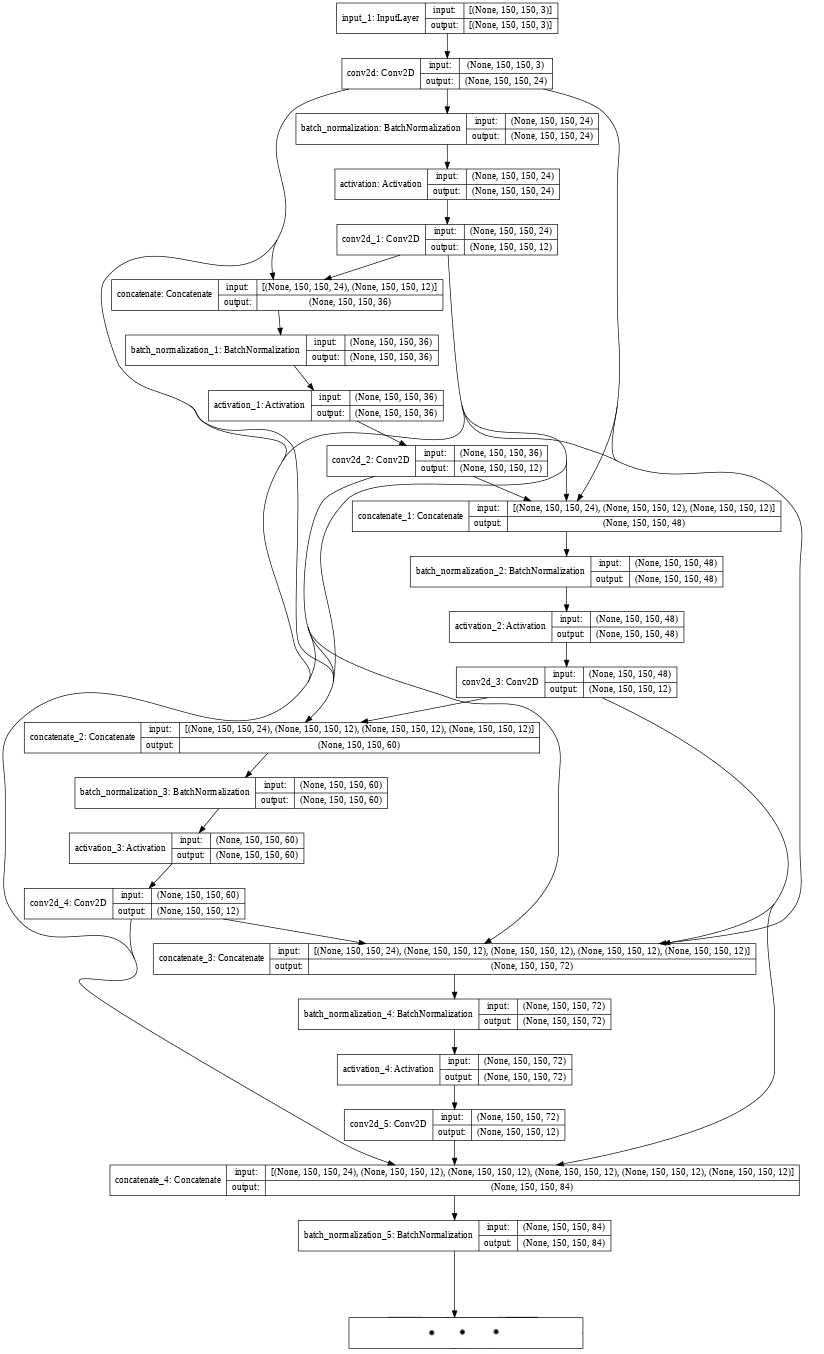 input_1: InputLayer input: [(None, 150, 150, 3)]
output: [(None, 150, 150, 3)]
conv2d: Conv2D input: (None, 150, 150, 3)
output: (None, 150, 150, 24)
batch_normalization: BatchNormalization input: (None, 150, 150, 24)
output: (None, 150, 150, 24)
activation: Activation input: (None, 150, 150, 24)
output: (None, 150, 150, 24)
conv2d_1: Conv2D input: (None, 150, 150, 24)
output: (None, 150, 150, 12)
concatenate: Concatenate input: [(None, 150, 150, 24), (None, 150, 150, 12)]
output: (None, 150, 150, 36)
batch_normalization_1: BatchNormalization input: (None, 150, 150, 36)
output: (None, 150, 150, 36)
activation_1: Activation input: (None, 150, 150, 36)
output: (None, 150, 150, 36)
conv2d_2: Conv2D input: (None, 150, 150, 36)
output: (None, 150, 150, 12)
concatenate_1: Concatenate input: [(None, 150, 150, 24), (None, 150, 150, 12), (None, 150, 150, 12)]
output: (None, 150, 150, 48)
batch_normalization_2: BatchNormalization input: (None, 150, 150, 48)
output: (None, 150, 150, 48)
activation_2: Activation input: (None, 150, 150, 48)
output: (None, 150, 150, 48)
conv2d_3: Conv2D input: (None, 150, 150, 48)
output: (None, 150, 150, 12)
concatenate_2: Concatenate input: [(None, 150, 150, 24), (None, 150, 150, 12), (None, 150, 150, 12), (None, 150, 150, 12)]
output: (None, 150, 150, 60)
batch_normalization_3: BatchNormalization input: (None, 150, 150, 60)
output: (None, 150, 150, 60)
activation_3: Activation input: (None, 150, 150, 60)
output: (None, 150, 150, 60)
conv2d_4: Conv2D input: (None, 150, 150, 60)
output: (None, 150, 150, 12)
concatenate_3: Concatenate input: [(None, 150, 150, 24), (None, 150, 150, 12), (None, 150, 150, 12), (None, 150, 150, 12), (None, 150, 150, 12)]
output: (None, 150, 150, 72)
batch_normalization_4: BatchNormalization input: (None, 150, 150, 72)
output: (None, 150, 150, 72)
activation_4: Activation input: (None, 150, 150, 72)
output: (None, 150, 150, 72)
conv2d_5: Conv2D input: (None, 150, 150, 72)
output: (None, 150, 150, 12)
concatenate_4: Concatenate input: [(None, 150, 150, 24), (None, 150, 150, 12), (None, 150, 150, 12), (None, 150, 150, 12), (None, 150, 150, 12), (None, 150, 150, 12)]
output: (None, 150, 150, 84)
batch_normalization_5: BatchNormalization input: (None, 150, 150, 84)
output: (None, 150, 150, 84)